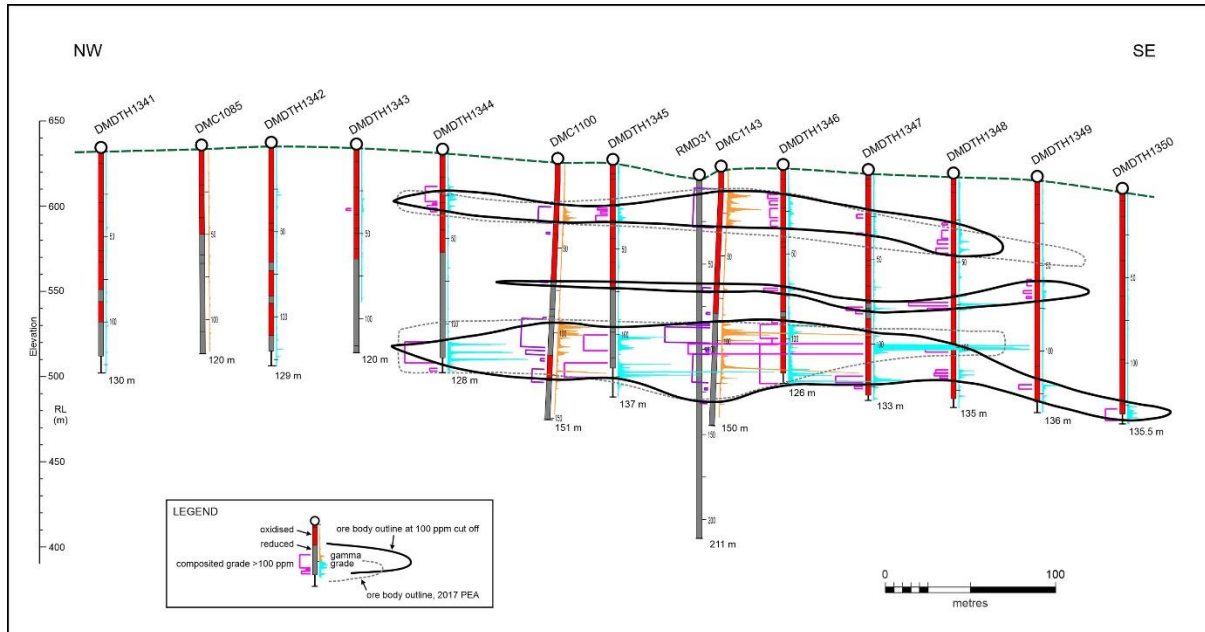 NW
SE
DMDTH1341
DMC1085
DMDTH1342
DMDTH1343
DMDTH1344
DMC1100
DMDTH1345
RMD31
DMC1143
DMDTH1346
DMDTH1347
DMDTH1348
DMDTH1349
DMDTH1350
650
600
550
500
450
400
Elevation
RL
(m)
130 m
120 m
129 m
120 m
128 m
151 m
137 m
211 m
150 m
126 m
133 m
135 m
136 m
135.5 m
LEGEND
oxidised
reduced
composited grade >100 ppm
gamma
grade
ore body outline at 100 ppm cut off
ore body outline, 2017 PEA
0
100
metres